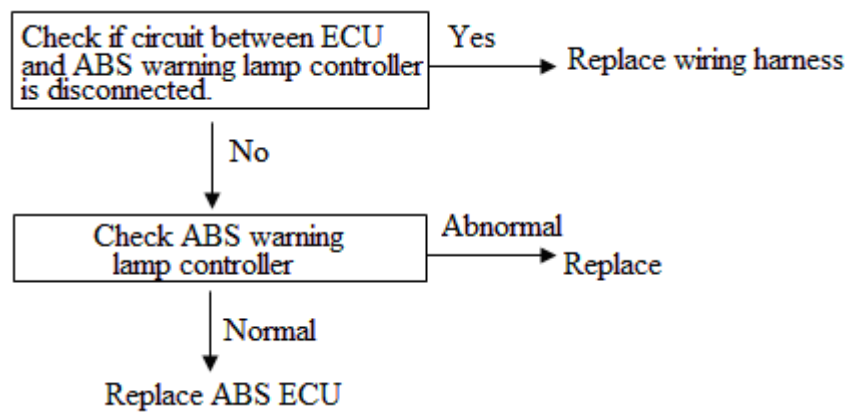 Check if circuit between ECU
and ABS warning lamp controller
is disconnected.
Yes
Replace wiring harness
No
Check ABS warning
lamp controller
Abnormal
Replace
Normal
Replace ABS ECU